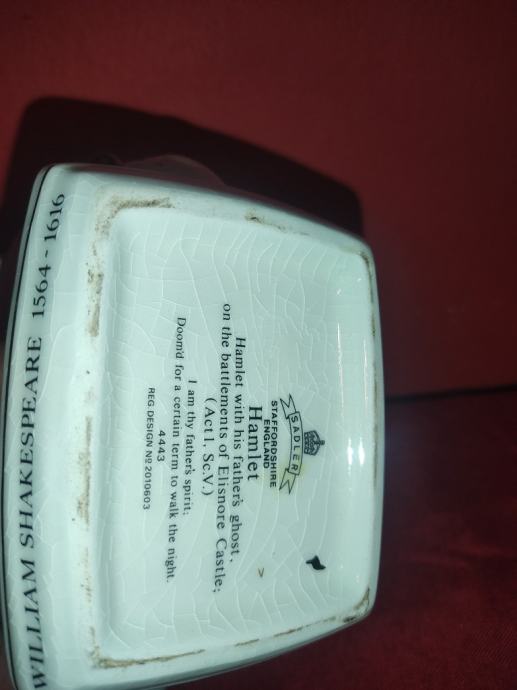 SADLER
STAFFORDSHIRE
ENGLAND
Hamlet
Hamlet with his father's ghost,
on the battlements of Elisnore Castle;
(Act I, Sc.V.)
I am thy father's spirit;
Doom'd for a certain term to walk the night.
4443
REG DESIGN No 2010603
WILLIAM SHAKESPEARE 1564 - 1616